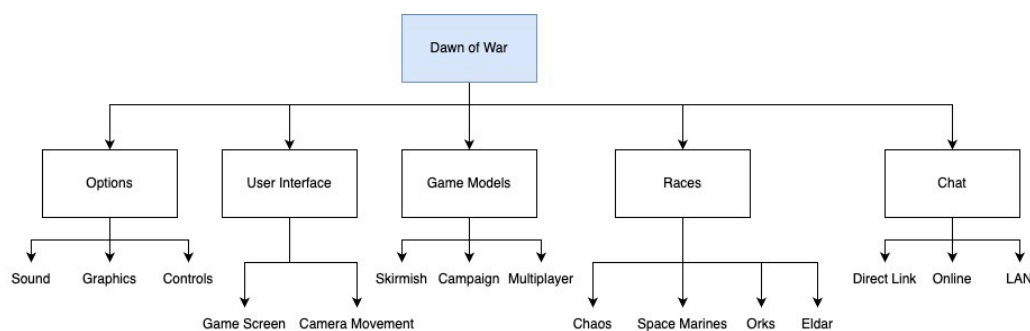 Dawn of War
Options
User Interface
Game Models
Races
Chat
Sound
Graphics
Controls
Skirmish
Campaign
Multiplayer
Direct Link
Online
LAN
Game Screen
Camera Movement
Chaos
Space Marines
Orks
Eldar